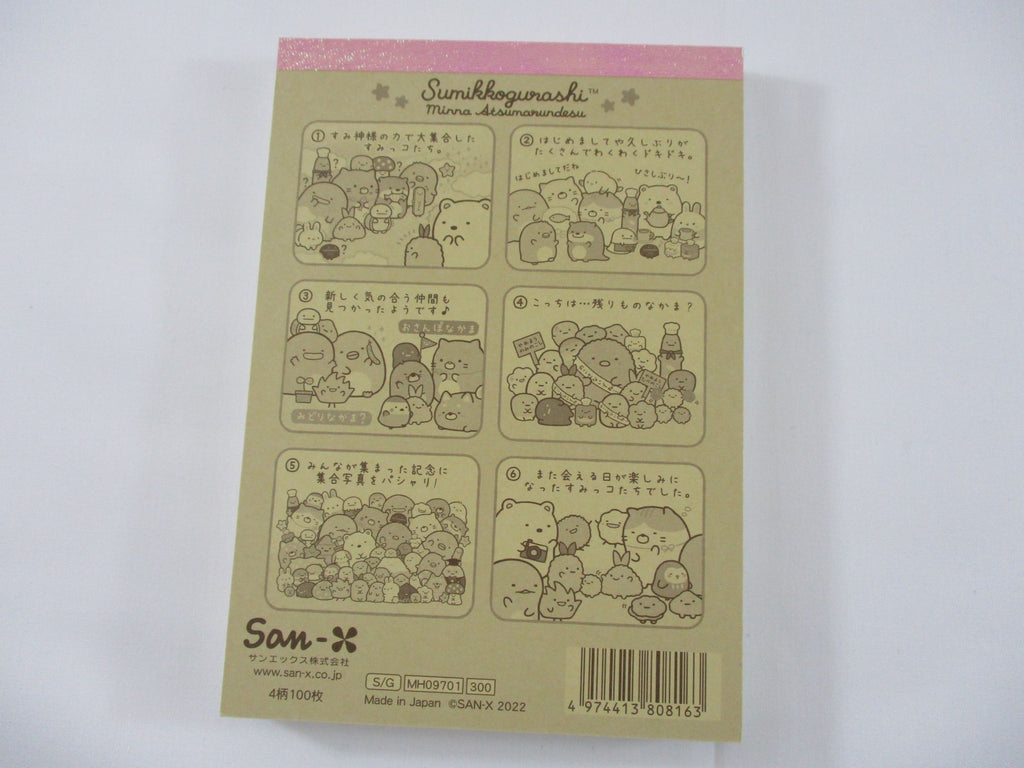 Sumikkogurashi™
Minna Atsumarundesu
① すみ神様の力で大集合した
すみっコたち。
? ? ? ?
② はじめましてや久しぶりが
たくさんでわくわくドキドキ。
はじめましてだね
ひさしぶり〜!
③ 新しく気の合う仲間も
見つかったようです♪
おさんぽなかま
みどりなかま?
④ こっちは…残りものなかま?
⑤ みんなが集まった記念に
集合写真をパシャリ!
⑥ また会える日が楽しみに
なったすみっコたちでした。
San-X
サンエックス株式会社
www.san-x.co.jp
4柄100枚
S/G MH09701 300
Made in Japan ©SAN-X 2022
4 974413 808163